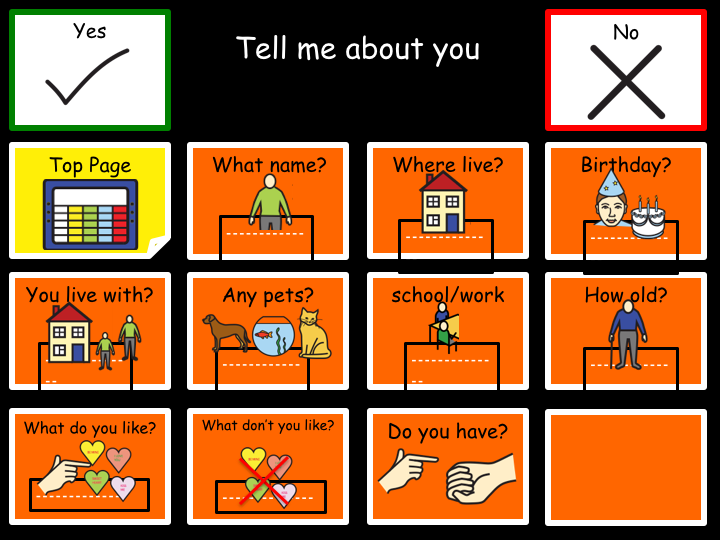 Yes
Tell me about you
No
Top Page
What name?
Where live?
Birthday?
You live with?
Any pets?
school/work
How old?
What do you like?
What don't you like?
Do you have?